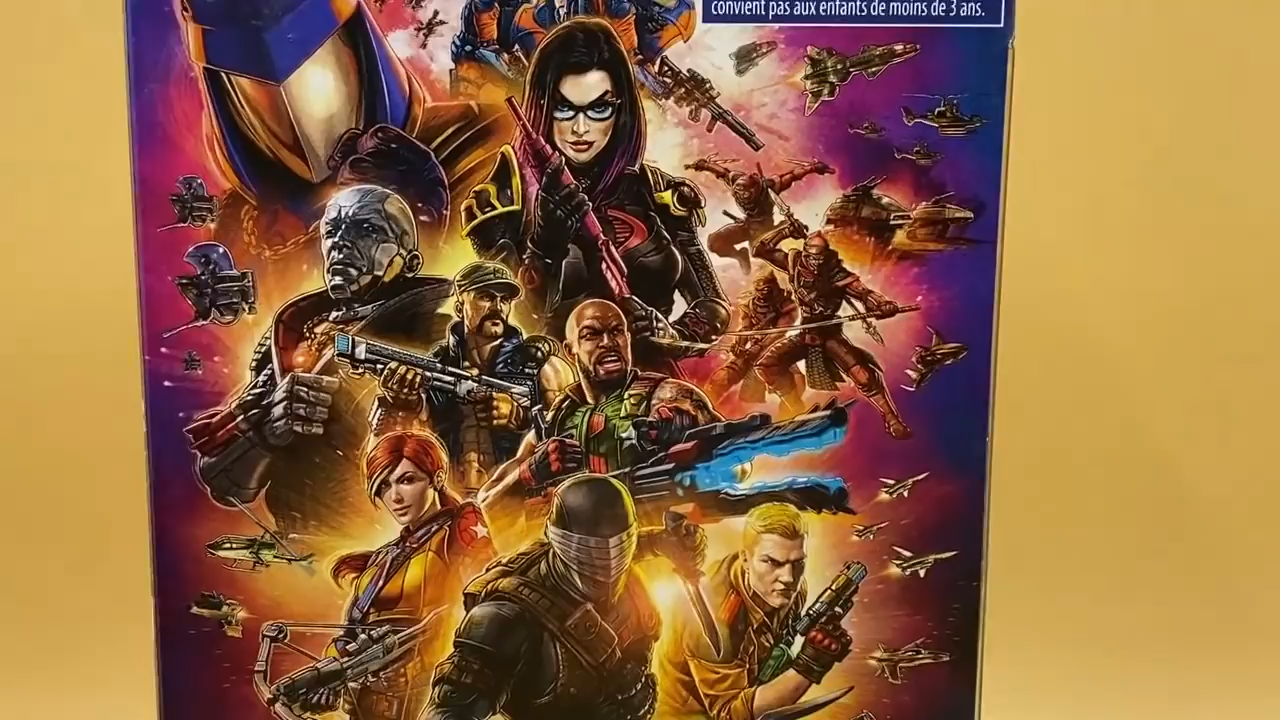 convient pas aux enfants de moins de 3 ans.